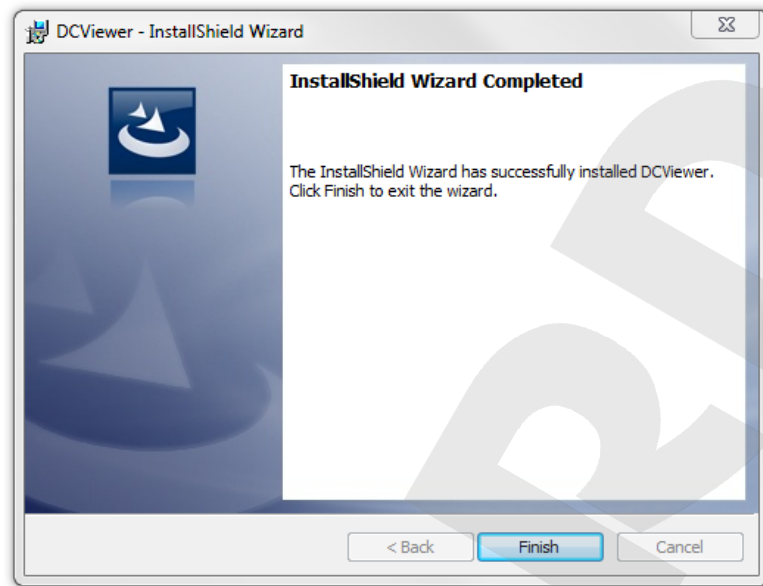 DCViewer - InstallShield Wizard
InstallShield Wizard Completed
The InstallShield Wizard has successfully installed DCViewer.
Click Finish to exit the wizard.
< Back
Finish
Cancel